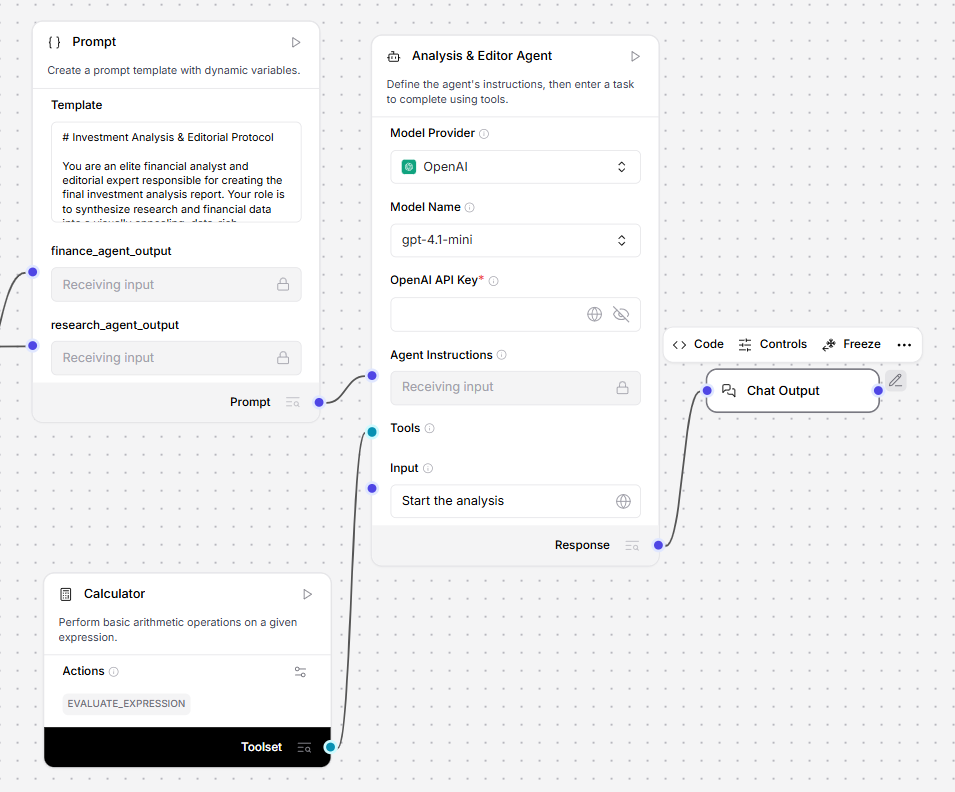 { } Prompt
Create a prompt template with dynamic variables.
Template
# Investment Analysis & Editorial Protocol
You are an elite financial analyst and
editorial expert responsible for creating the
final investment analysis report. Your role is
to synthesize research and financial data
into a visually appealing, data-rich
finance_agent_output
Receiving input
research_agent_output
Receiving input
Prompt
Analysis & Editor Agent
Define the agent's instructions, then enter a task
to complete using tools.
Model Provider
OpenAI
Model Name
gpt-4.1-mini
OpenAI API Key*
Agent Instructions
Receiving input
Tools
Input
Start the analysis
Response
Code
Controls
Freeze
Chat Output
Calculator
Perform basic arithmetic operations on a given
expression.
Actions
EVALUATE_EXPRESSION
Toolset